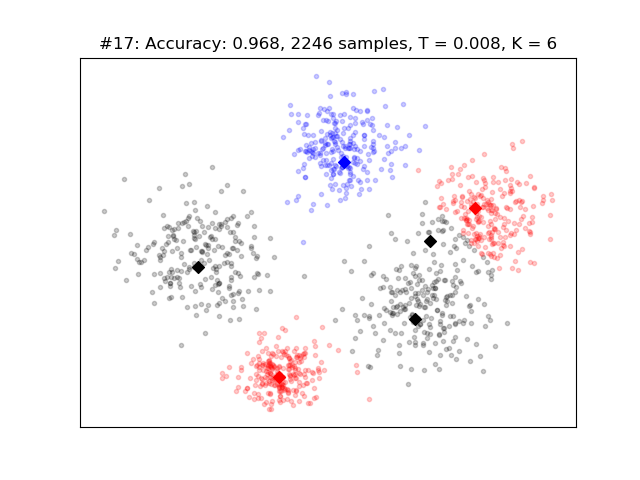 #17: Accuracy: 0.968, 2246 samples, T = 0.008, K = 6